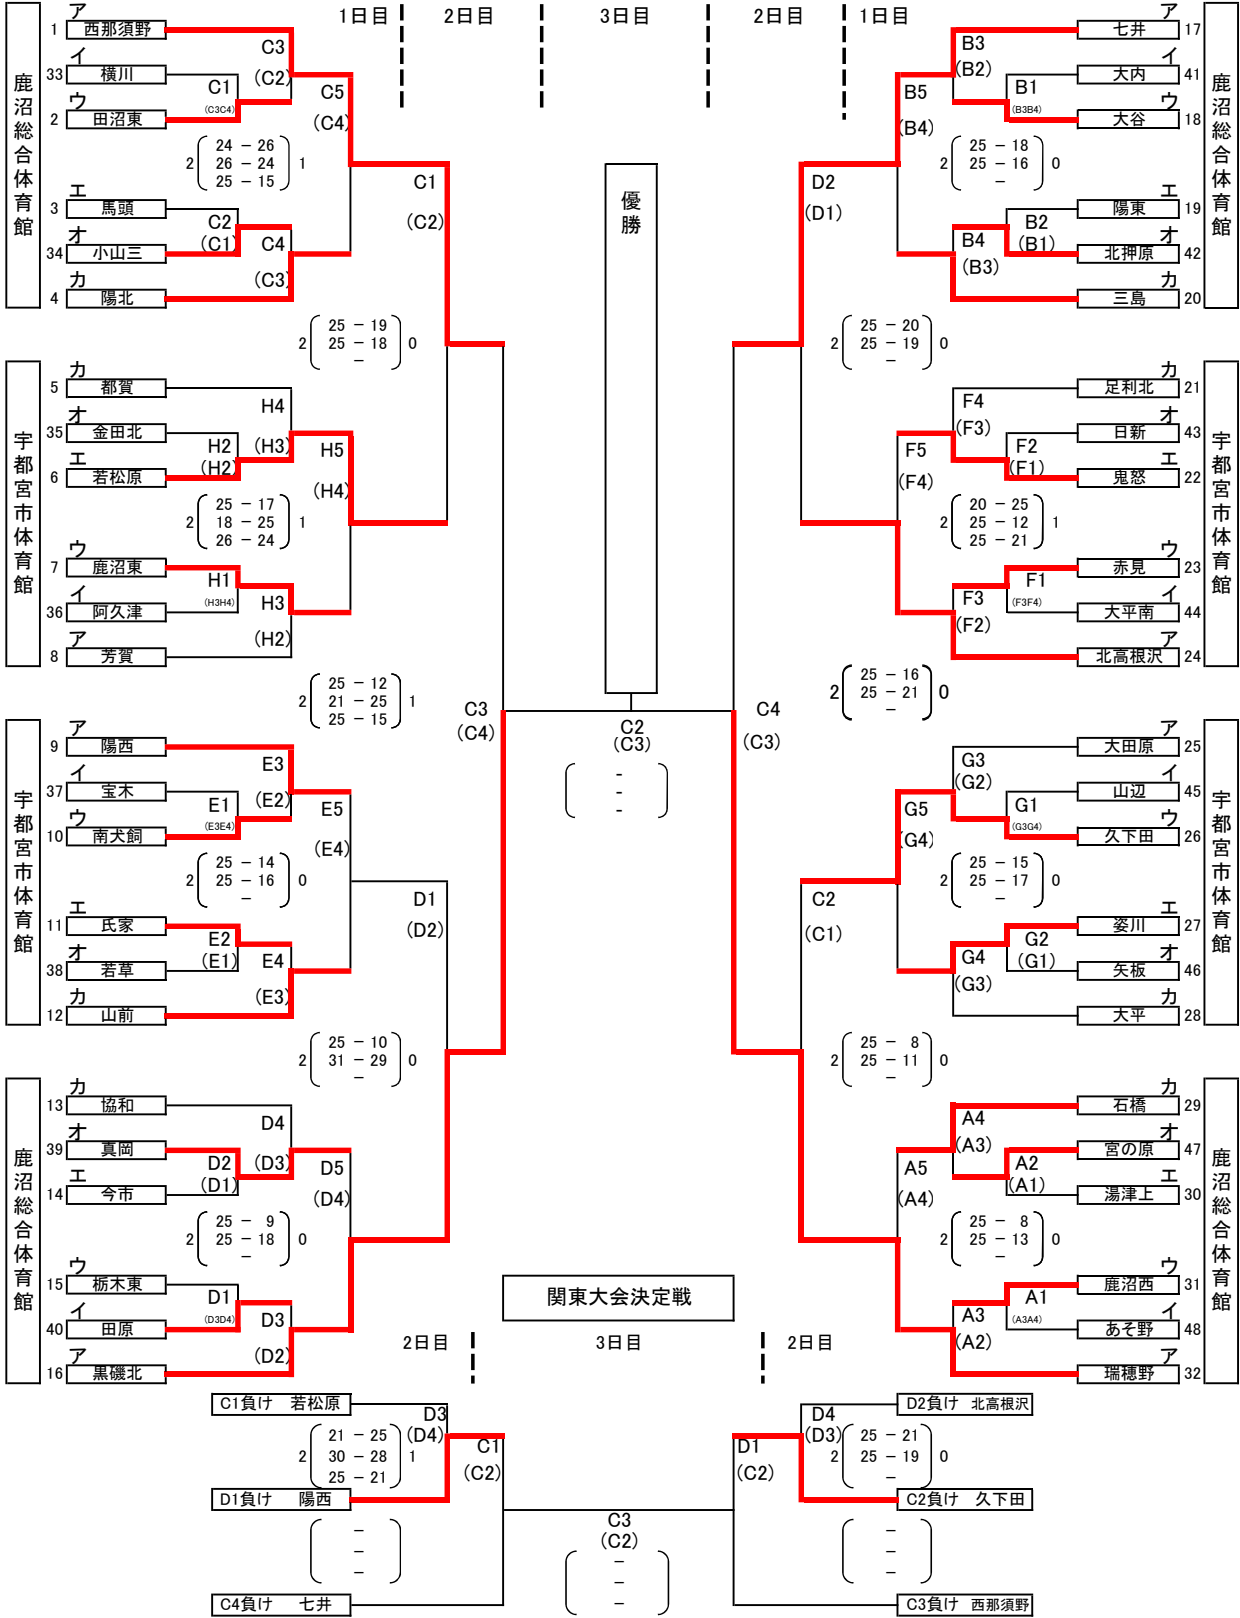 1日目 2日目 3日目 2日目 1日目
鹿沼総合体育館
ア
1 西那須野
イ
33 横川
ウ
2 田沼東
C3
(C2)
C1
(C3C4)
C5
(C4)
24 － 26
2 26 － 24 1
25 － 15
エ
3 馬頭
オ
34 小山三
カ
4 陽北
C2
(C1)
C4
(C3)
C1
(C2)
25 － 19
2 25 － 18 0
－
宇都宮市体育館
カ
5 都賀
オ
35 金田北
エ
6 若松原
H4
(H3)
H2
(H2)
H5
(H4)
25 － 17
2 18 － 25 1
26 － 24
ウ
7 鹿沼東
イ
36 阿久津
ア
8 芳賀
H1
(H3H4)
H3
(H2)
25 － 12
2 21 － 25 1
25 － 15
C3
(C4)
宇都宮市体育館
ア
9 陽西
イ
37 宝木
ウ
10 南犬飼
E3
(E2)
E1
(E3E4)
E5
(E4)
25 － 14
2 25 － 16 0
－
エ
11 氏家
オ
38 若草
カ
12 山前
E2
(E1)
E4
(E3)
D1
(D2)
25 － 10
2 31 － 29 0
－
鹿沼総合体育館
カ
13 協和
オ
39 真岡
エ
14 今市
D4
(D3)
D2
(D1)
D5
(D4)
25 － 9
2 25 － 18 0
－
ウ
15 栃木東
イ
40 田原
ア
16 黒磯北
D1
(D3D4)
D3
(D2)
優勝
C2
(C3)
-
-
-
鹿沼総合体育館
ア
七井 17
イ
大内 41
ウ
大谷 18
B3
(B2)
B1
(B3B4)
B5
(B4)
25 － 18
2 25 － 16 0
－
エ
陽東 19
オ
北押原 42
カ
三島 20
B2
(B1)
B4
(B3)
D2
(D1)
25 － 20
2 25 － 19 0
－
宇都宮市体育館
カ
足利北 21
オ
日新 43
エ
鬼怒 22
F4
(F3)
F2
(F1)
F5
(F4)
20 － 25
2 25 － 12 1
25 － 21
ウ
赤見 23
イ
大平南 44
ア
北高根沢 24
F1
(F3F4)
F3
(F2)
25 － 16
2 25 － 21 0
－
C4
(C3)
宇都宮市体育館
ア
大田原 25
イ
山辺 45
ウ
久下田 26
G3
(G2)
G1
(G3G4)
G5
(G4)
25 － 15
2 25 － 17 0
－
エ
姿川 27
オ
矢板 46
カ
大平 28
G2
(G1)
G4
(G3)
C2
(C1)
25 － 8
2 25 － 11 0
－
鹿沼総合体育館
カ
石橋 29
オ
宮の原 47
エ
湯津上 30
A4
(A3)
A2
(A1)
A5
(A4)
25 － 8
2 25 － 13 0
－
ウ
鹿沼西 31
イ
あそ野 48
ア
瑞穂野 32
A1
(A3A4)
A3
(A2)
関東大会決定戦
2日目 3日目 2日目
C1負け 若松原
D3
(D4)
21 － 25
2 30 － 28 1
25 － 21
D1負け 陽西
C1
(C2)
－
－
－
C4負け 七井
C3
(C2)
－
－
－
D2負け 北高根沢
D4
(D3)
25 － 21
2 25 － 19 0
－
C2負け 久下田
D1
(C2)
－
－
－
C3負け 西那須野